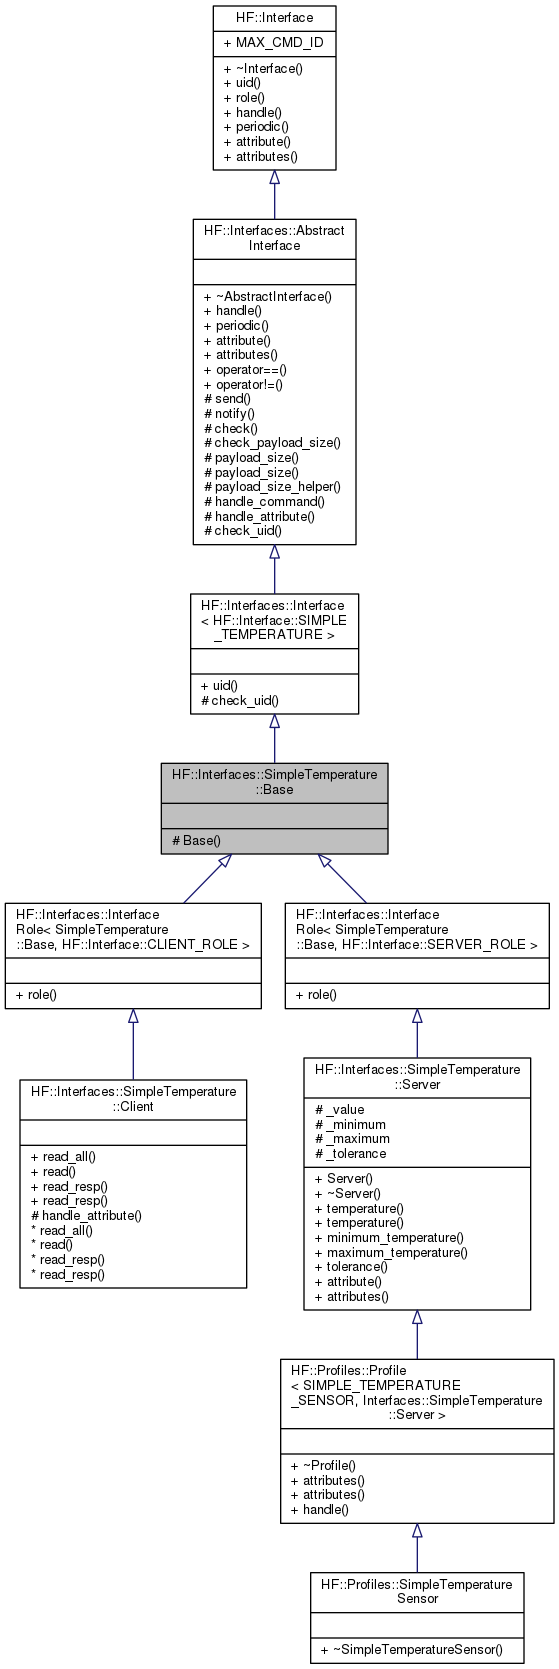 HF::Interface
+ MAX_CMD_ID
+ ~Interface()
+ uid()
+ role()
+ handle()
+ periodic()
+ attribute()
+ attributes()
HF::Interfaces::Abstract
Interface
+ ~AbstractInterface()
+ handle()
+ periodic()
+ attribute()
+ attributes()
+ operator==()
+ operator!=()
# send()
# notify()
# check()
# check_payload_size()
# payload_size()
# payload_size()
# payload_size_helper()
# handle_command()
# handle_attribute()
# check_uid()
HF::Interfaces::Interface
< HF::Interface::SIMPLE
_TEMPERATURE >
+ uid()
# check_uid()
HF::Interfaces::SimpleTemperature
::Base
# Base()
HF::Interfaces::Interface
Role< SimpleTemperature
::Base, HF::Interface::CLIENT_ROLE >
+ role()
HF::Interfaces::Interface
Role< SimpleTemperature
::Base, HF::Interface::SERVER_ROLE >
+ role()
HF::Interfaces::SimpleTemperature
::Client
+ read_all()
+ read()
+ read_resp()
+ read_resp()
# handle_attribute()
* read_all()
* read()
* read_resp()
* read_resp()
HF::Interfaces::SimpleTemperature
::Server
# _value
# _minimum
# _maximum
# _tolerance
+ Server()
+ ~Server()
+ temperature()
+ temperature()
+ minimum_temperature()
+ maximum_temperature()
+ tolerance()
+ attribute()
+ attributes()
HF::Profiles::Profile
< SIMPLE_TEMPERATURE
_SENSOR, Interfaces::SimpleTemperature
::Server >
+ ~Profile()
+ attributes()
+ attributes()
+ handle()
HF::Profiles::SimpleTemperature
Sensor
+ ~SimpleTemperatureSensor()